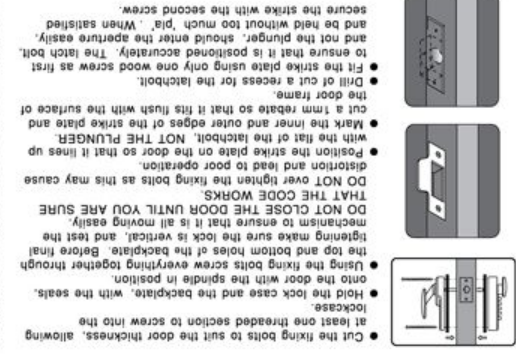 ● Cut the fixing bolts to suit the door thickness, allowing
at least one threaded section to screw into the
lockcase.
● Hold the lock case and the backplate, with the seals,
onto the door with the spindle in position.
● Using the fixing bolts screw everything together through
the top and bottom holes of the backplate. Before final
tightening make sure the lock is vertical, and test the
mechanism to ensure that it is all moving easily.
DO NOT CLOSE THE DOOR UNTIL YOU ARE SURE
THAT THE CODE WORKS.
DO NOT over tighten the fixing bolts as this may cause
distortion and lead to poor operation.
● Position the strike plate on the door so that it lines up
with the flat of the latchbolt, NOT THE PLUNGER.
● Mark the inner and outer edges of the strike plate and
cut a 1mm rebate so that it fits flush with the surface of
the door frame.
● Drill of cut a recess for the latchbolt.
● Fit the strike plate using only one wood screw as first
to ensure that it is positioned accurately. The latch bolt,
and not the plunger, should enter the aperture easily,
and be held without too much 'pla' . When satisfied
secure the strike with the second screw.